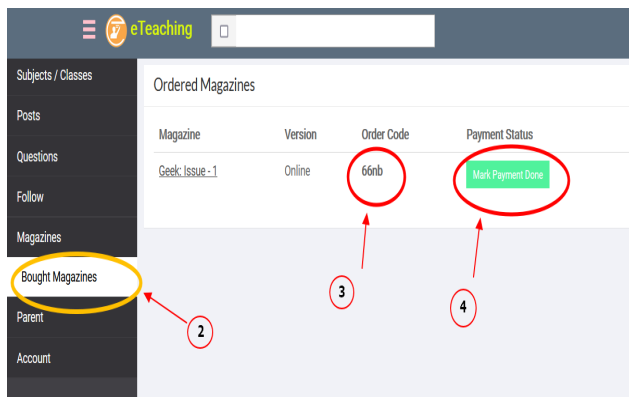 eTeaching
Subjects / Classes
Posts
Questions
Follow
Magazines
Bought Magazines
Parent
Account
Ordered Magazines
Magazine Version Order Code Payment Status
Geek: Issue - 1 Online 66nb Mark Payment Done
2
3
4